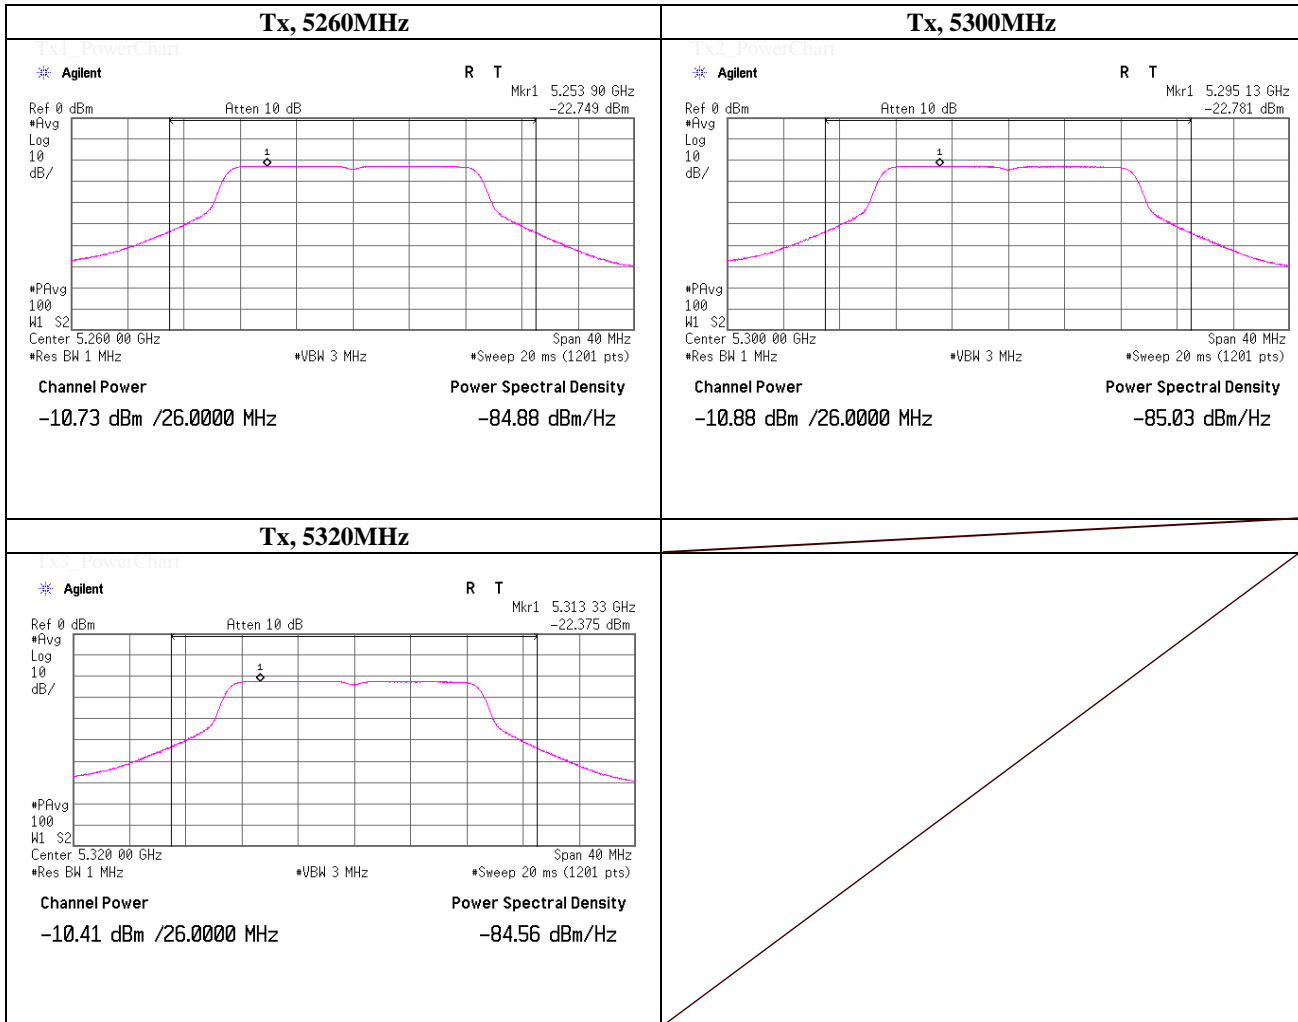 Tx, 5260MHz
Tx1_PowerChart
Agilent
R T
Mkr1 5.253 90 GHz
Ref 0 dBm Atten 10 dB -22.749 dBm
#Avg
Log
10
dB/
1
#PAvg
100
W1 S2
Center 5.260 00 GHz Span 40 MHz
#Res BW 1 MHz #VBW 3 MHz #Sweep 20 ms (1201 pts)
Channel Power Power Spectral Density
-10.73 dBm /26.0000 MHz -84.88 dBm/Hz
Tx, 5300MHz
Tx2_PowerChart
Agilent
R T
Mkr1 5.295 13 GHz
Ref 0 dBm Atten 10 dB -22.781 dBm
#Avg
Log
10
dB/
1
#PAvg
100
W1 S2
Center 5.300 00 GHz Span 40 MHz
#Res BW 1 MHz #VBW 3 MHz #Sweep 20 ms (1201 pts)
Channel Power Power Spectral Density
-10.88 dBm /26.0000 MHz -85.03 dBm/Hz
Tx, 5320MHz
Tx3_PowerChart
Agilent
R T
Mkr1 5.313 33 GHz
Ref 0 dBm Atten 10 dB -22.375 dBm
#Avg
Log
10
dB/
1
#PAvg
100
W1 S2
Center 5.320 00 GHz Span 40 MHz
#Res BW 1 MHz #VBW 3 MHz #Sweep 20 ms (1201 pts)
Channel Power Power Spectral Density
-10.41 dBm /26.0000 MHz -84.56 dBm/Hz